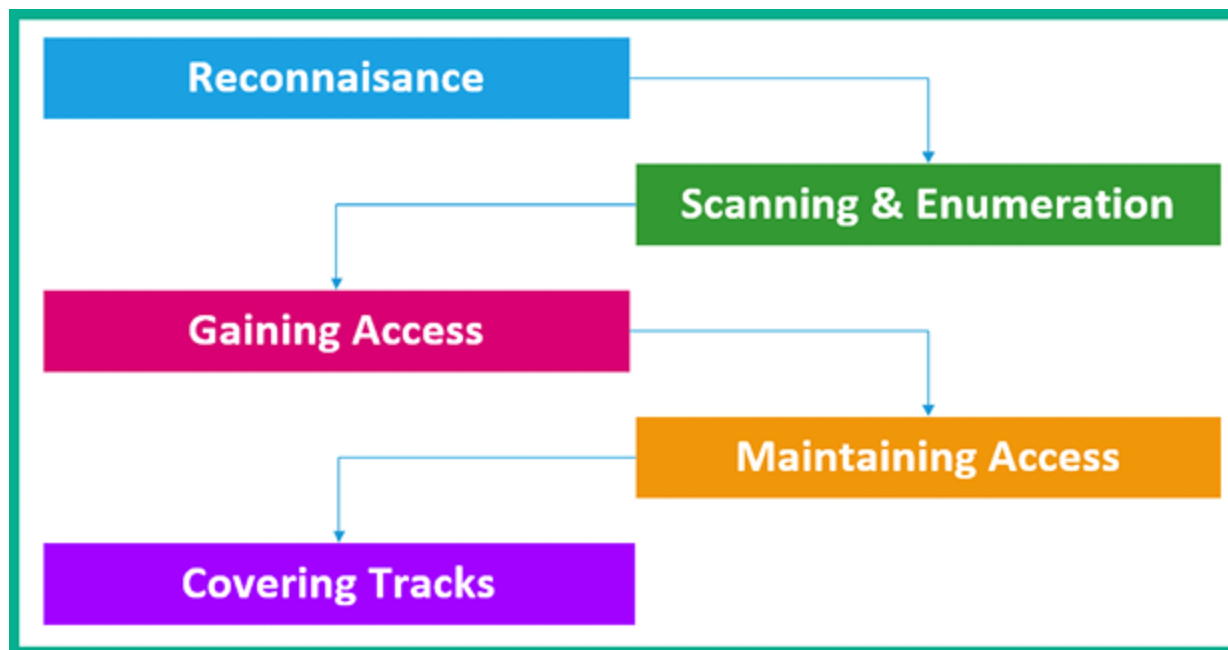 Reconnaisance
Scanning & Enumeration
Gaining Access
Maintaining Access
Covering Tracks